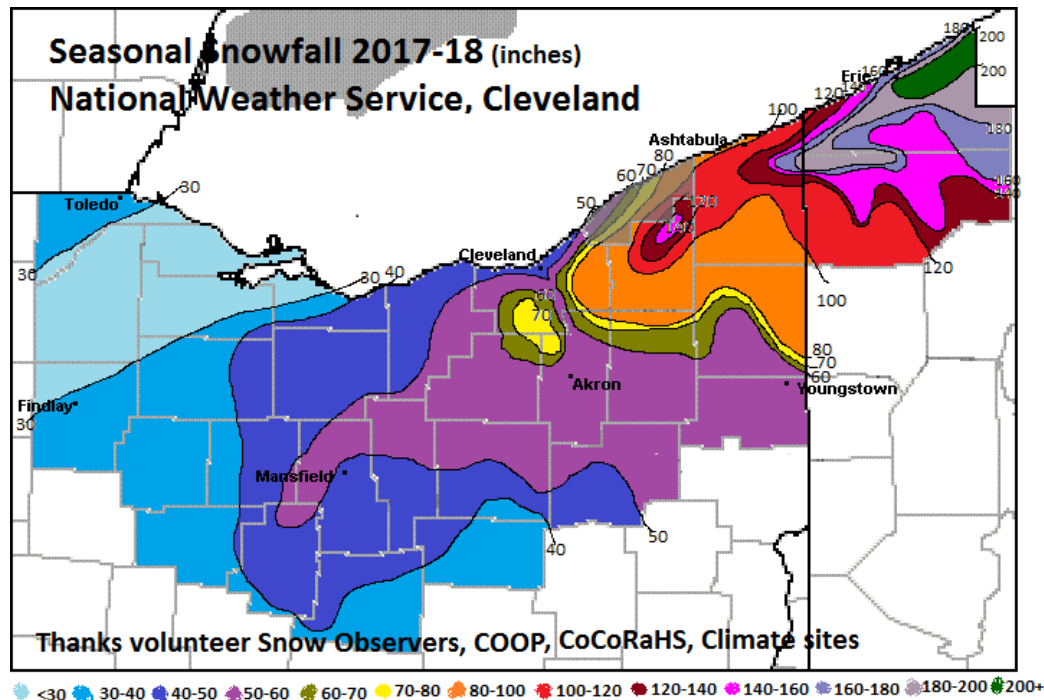 Seasonal Snowfall 2017-18 (inches)
National Weather Service, Cleveland
180
200
200
Erie
160
140
120
100
180
Ashtabula
80
70
60
50
160
140
120
140
30
Toledo
30
Cleveland
30
40
120
100
60
70
80
70
60
Akron
Youngstown
Findlay
30
Mansfield
40
50
Thanks volunteer Snow Observers, COOP, CoCoRaHS, Climate sites
<30 30-40 40-50 50-60 60-70 70-80 80-100 100-120 120-140 140-160 160-180 180-200 200+